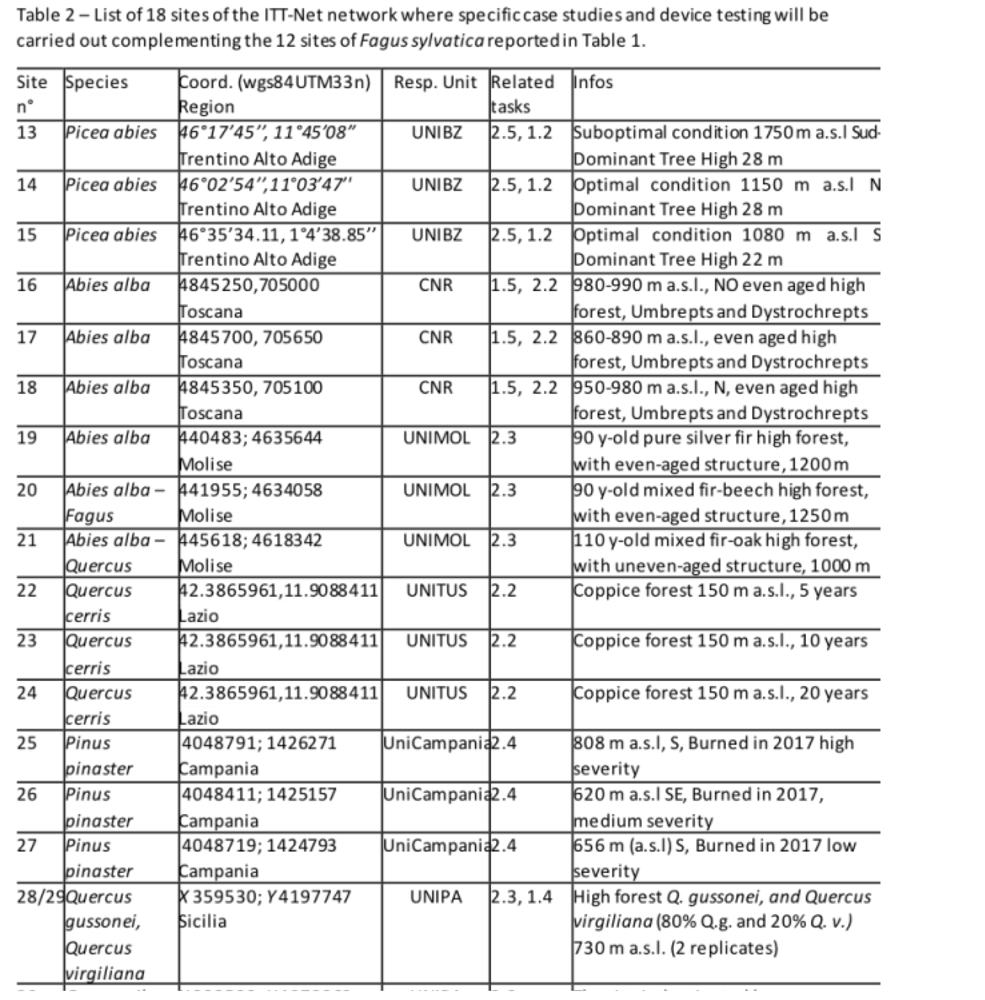 Table 2 – List of 18 sites of the ITT-Net network where specific case studies and device testing will be
carried out complementing the 12 sites of Fagus sylvatica reported in Table 1.
Site n° | Species | Coord. (wgs84UTM33n) Region | Resp. Unit | Related tasks | Infos
13 | Picea abies | 46°17’45’’, 11°45’08” Trentino Alto Adige | UNIBZ | 2.5, 1.2 | Suboptimal condition 1750 m a.s.l Sud- Dominant Tree High 28 m
14 | Picea abies | 46°02’54’’,11°03’47’’ Trentino Alto Adige | UNIBZ | 2.5, 1.2 | Optimal condition 1150 m a.s.l N Dominant Tree High 28 m
15 | Picea abies | 46°35’34.11, 1°4’38.85’’ Trentino Alto Adige | UNIBZ | 2.5, 1.2 | Optimal condition 1080 m a.s.l S Dominant Tree High 22 m
16 | Abies alba | 4845250,705000 Toscana | CNR | 1.5, 2.2 | 980-990 m a.s.l., NO even aged high forest, Umbrepts and Dystrochrepts
17 | Abies alba | 4845700, 705650 Toscana | CNR | 1.5, 2.2 | 860-890 m a.s.l., even aged high forest, Umbrepts and Dystrochrepts
18 | Abies alba | 4845350, 705100 Toscana | CNR | 1.5, 2.2 | 950-980 m a.s.l., N, even aged high forest, Umbrepts and Dystrochrepts
19 | Abies alba | 440483; 4635644 Molise | UNIMOL | 2.3 | 90 y-old pure silver fir high forest, with even-aged structure, 1200 m
20 | Abies alba – Fagus | 441955; 4634058 Molise | UNIMOL | 2.3 | 90 y-old mixed fir-beech high forest, with even-aged structure, 1250 m
21 | Abies alba – Quercus | 445618; 4618342 Molise | UNIMOL | 2.3 | 110 y-old mixed fir-oak high forest, with uneven-aged structure, 1000 m
22 | Quercus cerris | 42.3865961,11.9088411 Lazio | UNITUS | 2.2 | Coppice forest 150 m a.s.l., 5 years
23 | Quercus cerris | 42.3865961,11.9088411 Lazio | UNITUS | 2.2 | Coppice forest 150 m a.s.l., 10 years
24 | Quercus cerris | 42.3865961,11.9088411 Lazio | UNITUS | 2.2 | Coppice forest 150 m a.s.l., 20 years
25 | Pinus pinaster | 4048791; 1426271 Campania | UniCampania | 2.4 | 808 m a.s.l, S, Burned in 2017 high severity
26 | Pinus pinaster | 4048411; 1425157 Campania | UniCampania | 2.4 | 620 m a.s.l SE, Burned in 2017, medium severity
27 | Pinus pinaster | 4048719; 1424793 Campania | UniCampania | 2.4 | 656 m (a.s.l) S, Burned in 2017 low severity
28/29 | Quercus gussonei, Quercus virgiliana | X 359530; Y 4197747 Sicilia | UNIPA | 2.3, 1.4 | High forest Q. gussonei, and Quercus virgiliana (80% Q.g. and 20% Q. v.) 730 m a.s.l. (2 replicates)